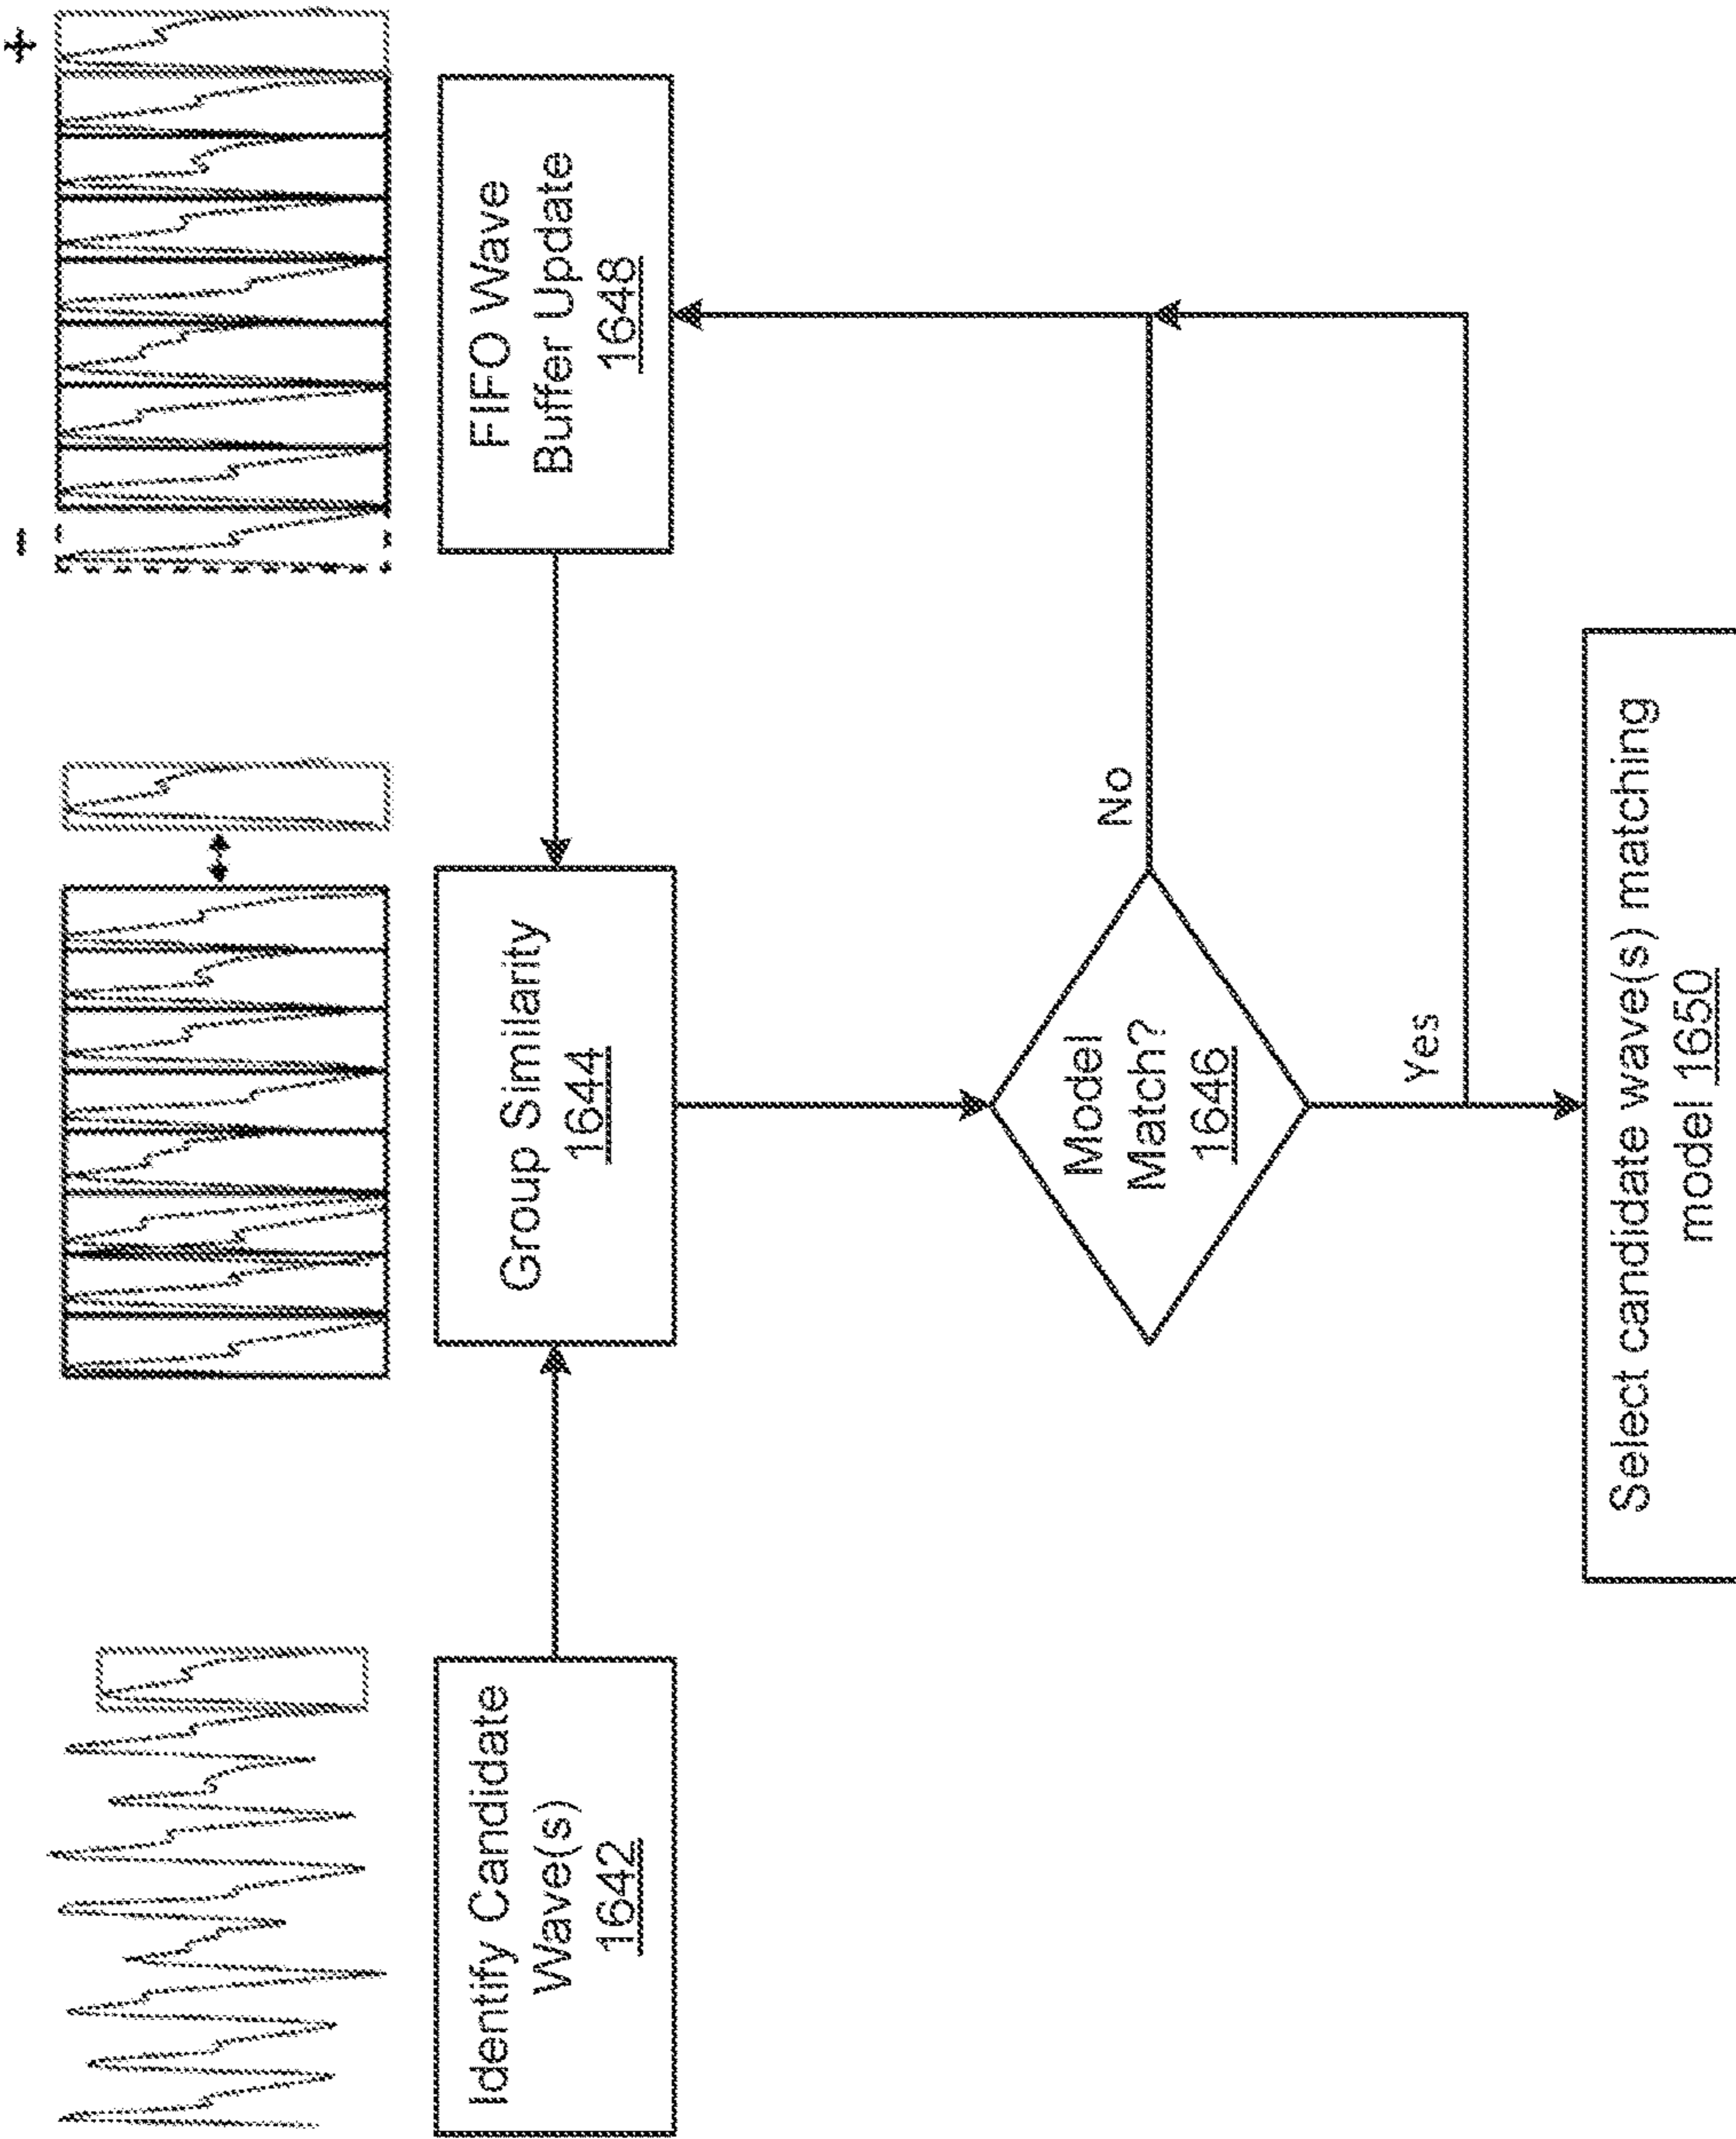 Identify Candidate
Wave(s)
1642
Group Similarity
1644
FIFO Wave
Buffer Update
1648
-
+
Model
Match?
1646
No
Yes
Select candidate wave(s) matching
model 1650